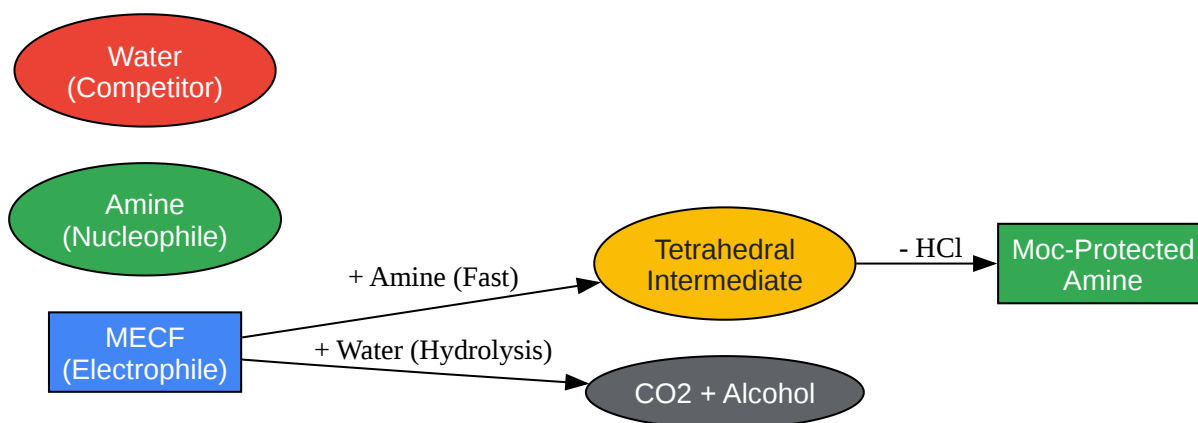 Water
(Competitor)
Amine
(Nucleophile)
MECF
(Electrophile)
+ Amine (Fast)
+ Water (Hydrolysis)
Tetrahedral
Intermediate
CO2 + Alcohol
- HCl
Moc-Protected
Amine